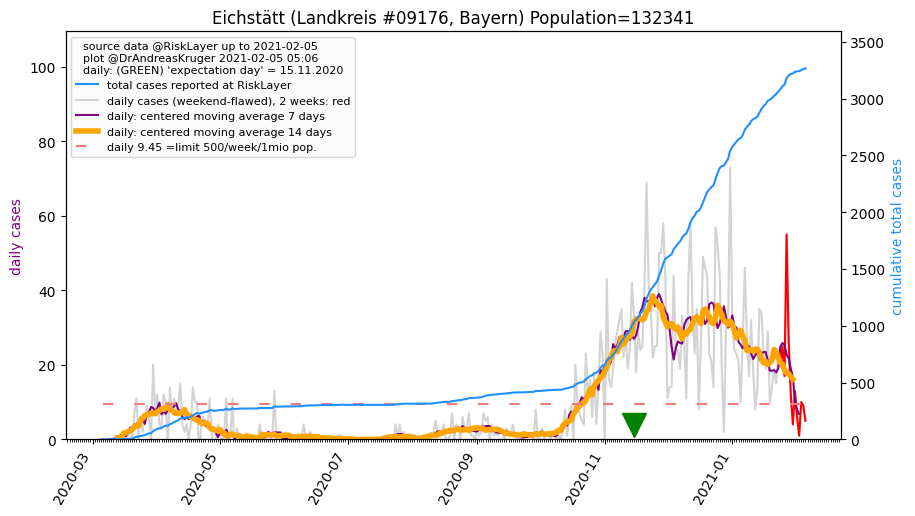 Eichstätt (Landkreis #09176, Bayern) Population=132341
source data @RiskLayer up to 2021-02-05
plot @DrAndreasKruger 2021-02-05 05:06
daily: (GREEN) 'expectation day' = 15.11.2020
total cases reported at RiskLayer
daily cases (weekend-flawed), 2 weeks: red
daily: centered moving average 7 days
daily: centered moving average 14 days
daily 9.45 =limit 500/week/1mio pop.
daily cases
100
80
60
40
20
0
cumulative total cases
3500
3000
2500
2000
1500
1000
500
0
2020-03
2020-05
2020-07
2020-09
2020-11
2021-01